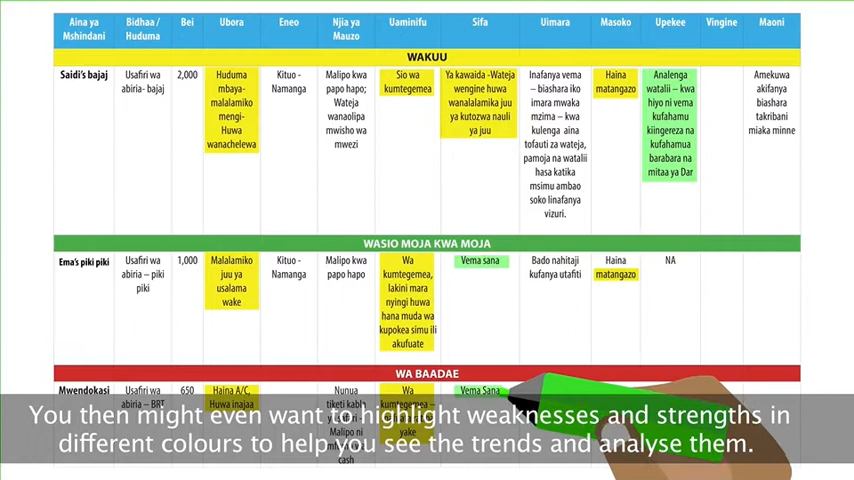 Aina ya Mshindani
Bidhaa / Huduma
Bei
Ubora
Eneo
Njia ya Mauzo
Uaminifu
Sifa
Uimara
Masoko
Upekee
Vingine
Maoni
WAKUU
Saidi's bajaj
Usafiri wa
abiria- bajaj
2,000
Huduma
mbaya-
malalamiko
mengi-
Huwa
wanachelewa
Kituo -
Namanga
Malipo kwa
papo hapo;
Wateja
wanaolipa
mwisho wa
mwezi
Sio wa
kumtegemea
Ya kawaida -Wateja
wengine huwa
wanalalamika juu
ya kutozwa nauli
ya juu
Inafanya vema
– biashara iko
imara mwaka
mzima – kwa
kulenga aina
tofauti za wateja,
pamoja na watalii
hasa katika
msimu ambao
soko linafanya
vizuri.
Haina
matangazo
Analenga
watalii – kwa
hiyo ni vema
kufahamu
kiingereza na
kufahamua
barabara na
mitaa ya Dar
Amekuwa
akifanya
biashara
takribani
miaka minne
WASIO MOJA KWA MOJA
Ema's piki piki
Usafiri wa
abiria – piki
piki
1,000
Malalamiko
juu ya
usalama
wake
Kituo -
Namanga
Malipo kwa
papo hapo
Wa
kumtegemea,
lakini mara
nyingi huwa
hana muda wa
kupokea simu ili
akufuate
Vema sana
Bado nahitaji
kufanya utafiti
Haina
matangazo
NA
WA BAADAE
Mwendokasi
Usafiri wa
abiria – BRT
650
Haina A/C,
Huwa inajaa
Nunua
tiketi kabla
Malipo ni
cash
Wa
kumtegemea –
yake
Vema Sana
You then might even want to highlight weaknesses and strengths in
different colours to help you see the trends and analyse them.